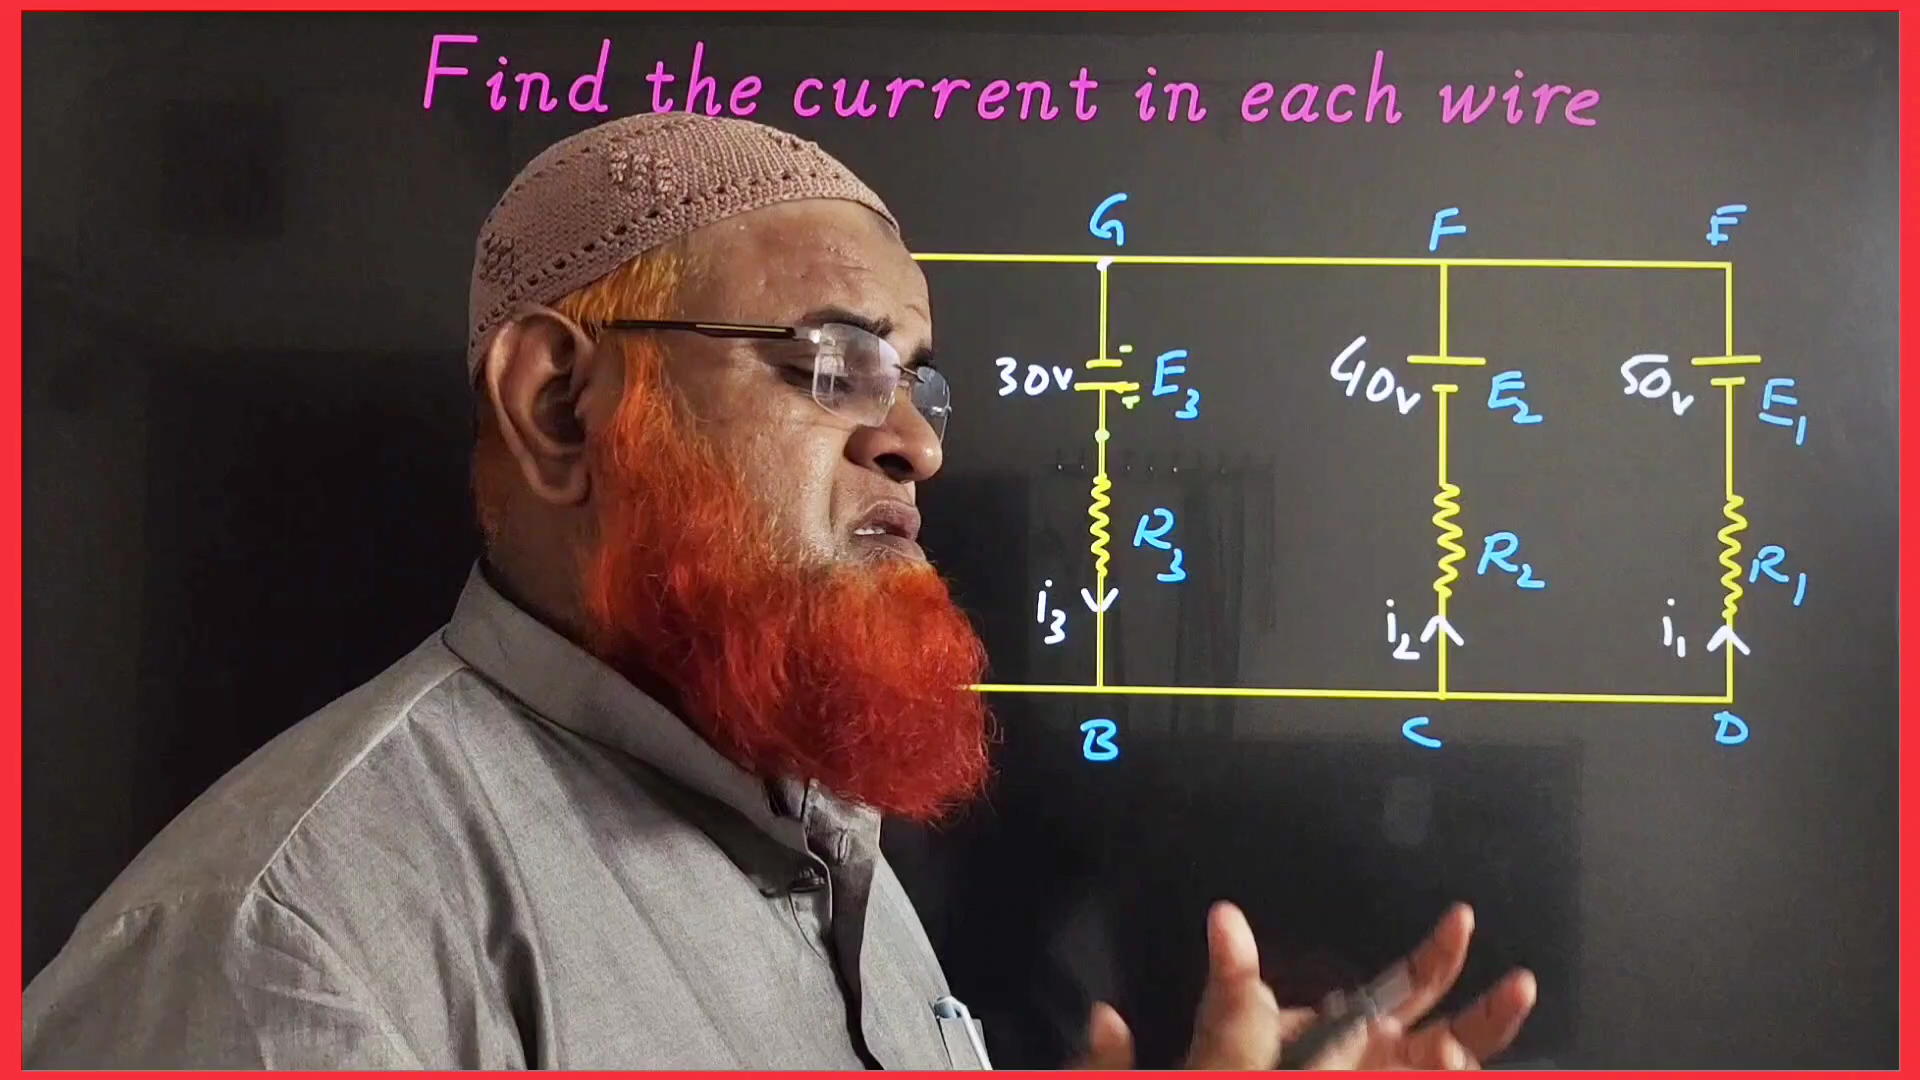 Find the current in each wire
G F E
30v - + E3 40v E2 50v E1
R3 R2 R1
i3 i2 i1
B C D